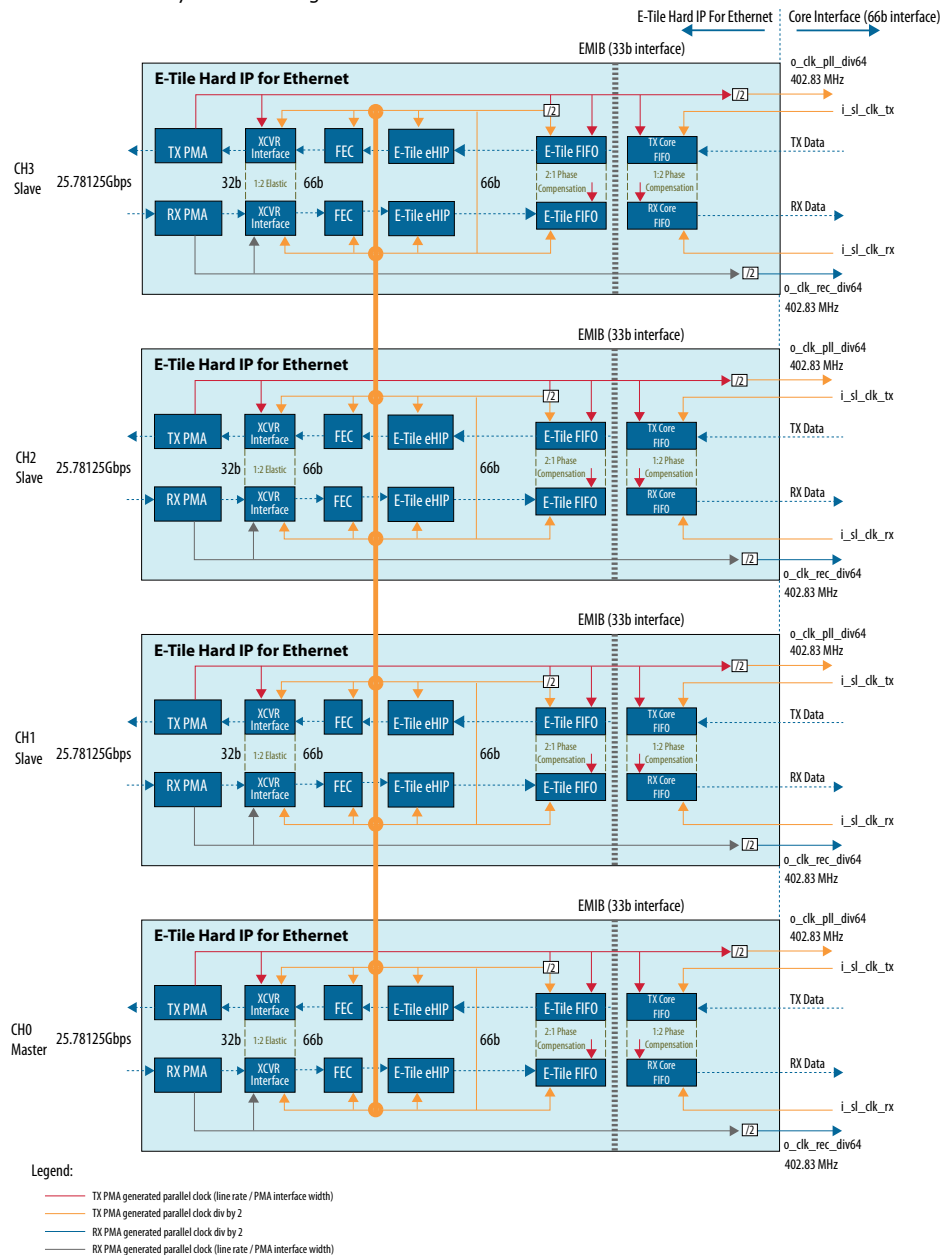 E-Tile Hard IP For Ethernet
Core Interface (66b interface)
EMIB (33b interface)
o_clk_pll_div64
402.83 MHz
E-Tile Hard IP for Ethernet
/2
/2
i_sl_clk_tx
TX PMA
XCVR
Interface
FEC
E-Tile eHIP
E-Tile FIFO
TX Core
FIFO
TX Data
CH3
Slave
25.78125Gbps
32b
1:2 Elastic
66b
66b
2:1 Phase
Compensation
1:2 Phase
Compensation
RX PMA
XCVR
Interface
FEC
E-Tile eHIP
E-Tile FIFO
RX Core
FIFO
RX Data
i_sl_clk_rx
/2
o_clk_rec_div64
402.83 MHz
EMIB (33b interface)
o_clk_pll_div64
402.83 MHz
E-Tile Hard IP for Ethernet
/2
/2
i_sl_clk_tx
TX PMA
XCVR
Interface
FEC
E-Tile eHIP
E-Tile FIFO
TX Core
FIFO
TX Data
CH2
Slave
25.78125Gbps
32b
1:2 Elastic
66b
66b
2:1 Phase
Compensation
1:2 Phase
Compensation
RX PMA
XCVR
Interface
FEC
E-Tile eHIP
E-Tile FIFO
RX Core
FIFO
RX Data
i_sl_clk_rx
/2
o_clk_rec_div64
402.83 MHz
EMIB (33b interface)
o_clk_pll_div64
402.83 MHz
E-Tile Hard IP for Ethernet
/2
/2
i_sl_clk_tx
TX PMA
XCVR
Interface
FEC
E-Tile eHIP
E-Tile FIFO
TX Core
FIFO
TX Data
CH1
Slave
25.78125Gbps
32b
1:2 Elastic
66b
66b
2:1 Phase
Compensation
1:2 Phase
Compensation
RX PMA
XCVR
Interface
FEC
E-Tile eHIP
E-Tile FIFO
RX Core
FIFO
RX Data
i_sl_clk_rx
/2
o_clk_rec_div64
402.83 MHz
EMIB (33b interface)
o_clk_pll_div64
402.83 MHz
E-Tile Hard IP for Ethernet
/2
/2
i_sl_clk_tx
TX PMA
XCVR
Interface
FEC
E-Tile eHIP
E-Tile FIFO
TX Core
FIFO
TX Data
CH0
Master
25.78125Gbps
32b
1:2 Elastic
66b
66b
2:1 Phase
Compensation
1:2 Phase
Compensation
RX PMA
XCVR
Interface
FEC
E-Tile eHIP
E-Tile FIFO
RX Core
FIFO
RX Data
i_sl_clk_rx
/2
o_clk_rec_div64
402.83 MHz
Legend:
TX PMA generated parallel clock (line rate / PMA interface width)
TX PMA generated parallel clock div by 2
RX PMA generated parallel clock div by 2
RX PMA generated parallel clock (line rate / PMA interface width)